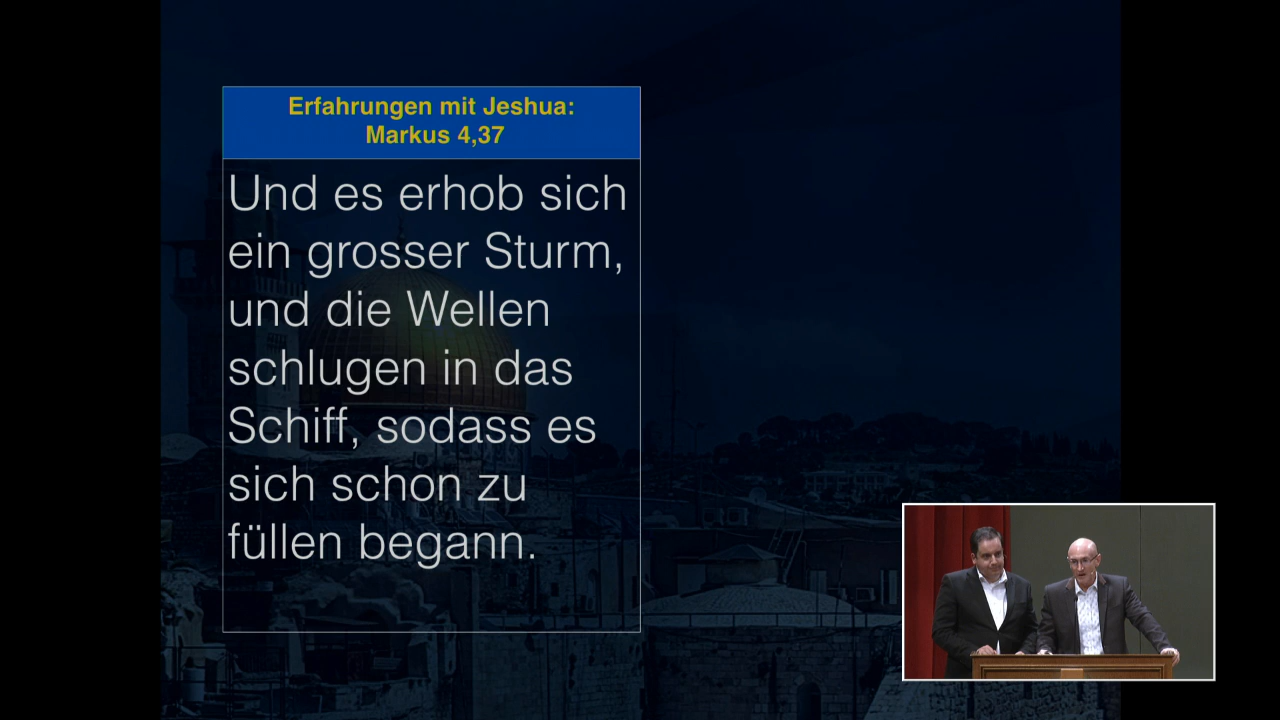 Erfahrungen mit Jeshua:
Markus 4,37
Und es erhob sich
ein grosser Sturm,
und die Wellen
schlugen in das
Schiff, sodass es
sich schon zu
füllen begann.